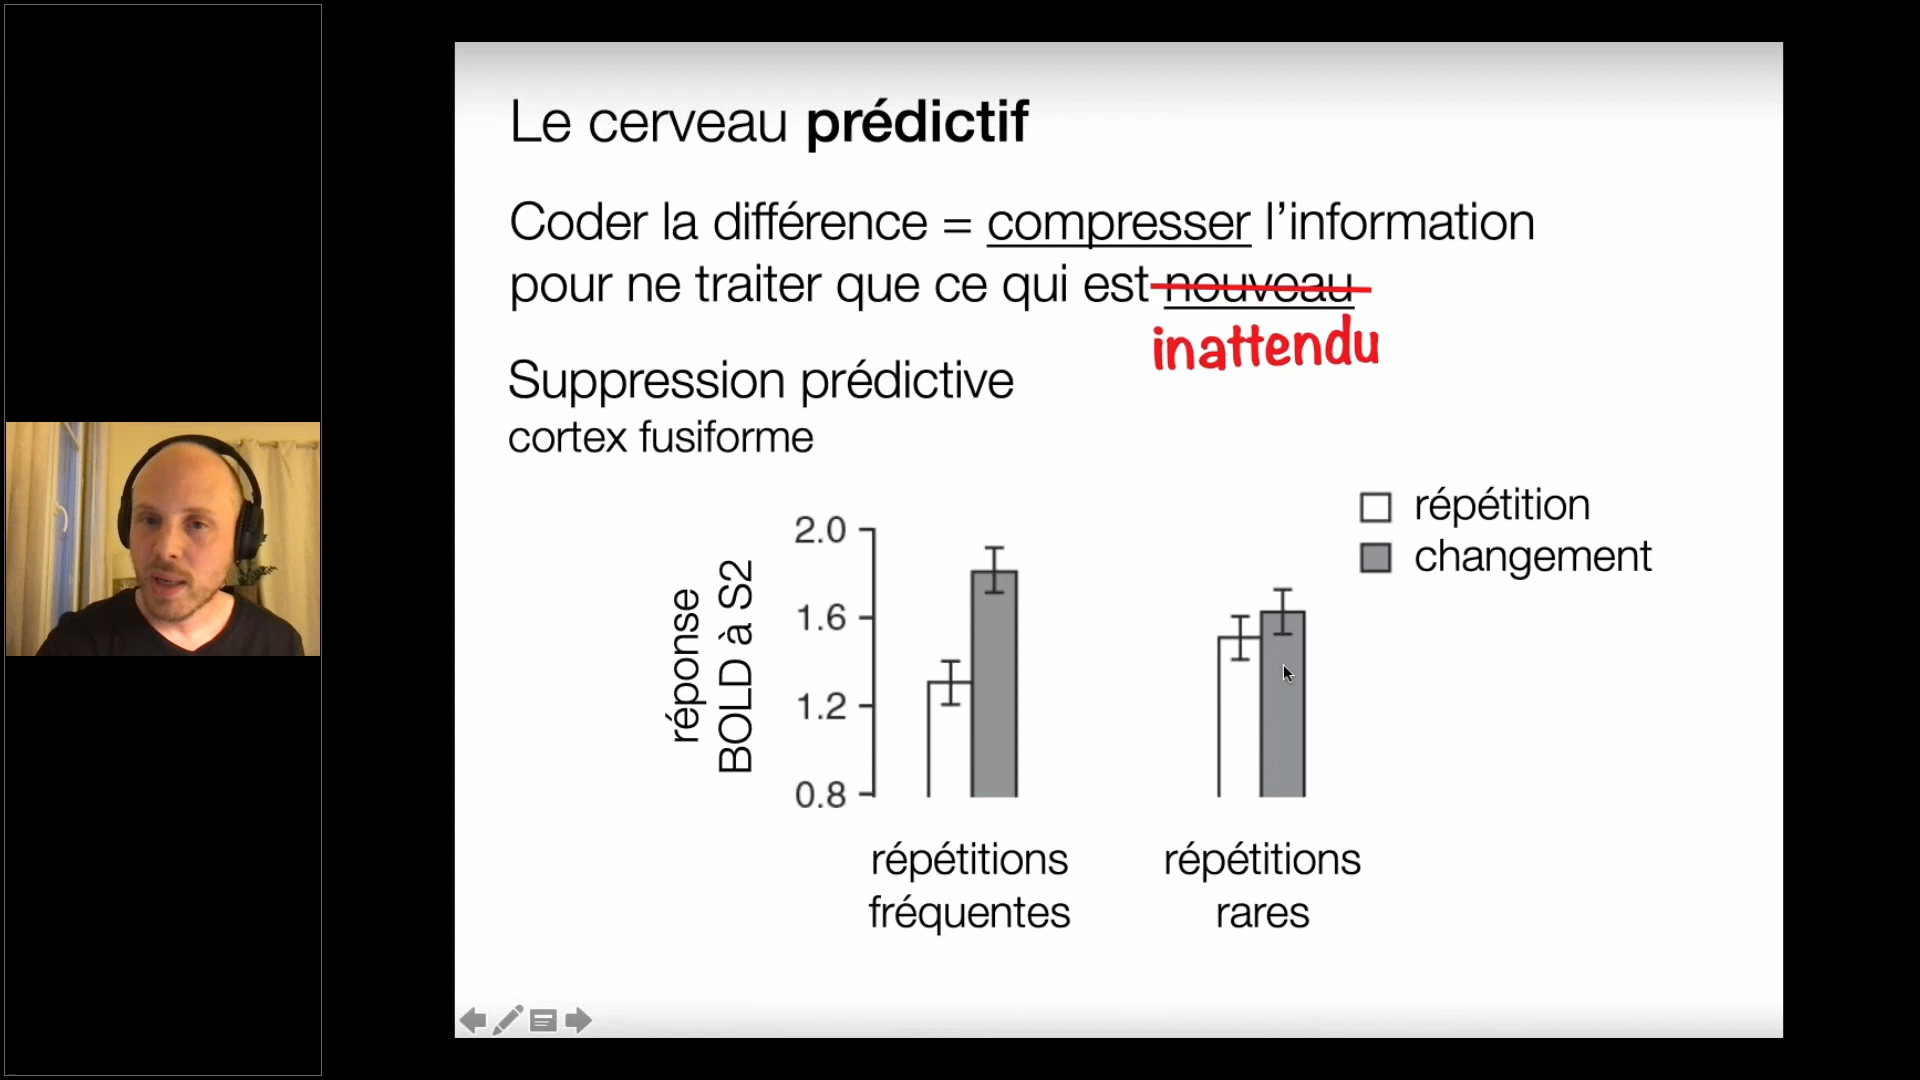 Le cerveau prédictif
Coder la différence = compresser l’information
pour ne traiter que ce qui est nouveau
inattendu
Suppression prédictive
cortex fusiforme
répétition
changement
réponse
BOLD à S2
2.0
1.6
1.2
0.8
répétitions
fréquentes
répétitions
rares